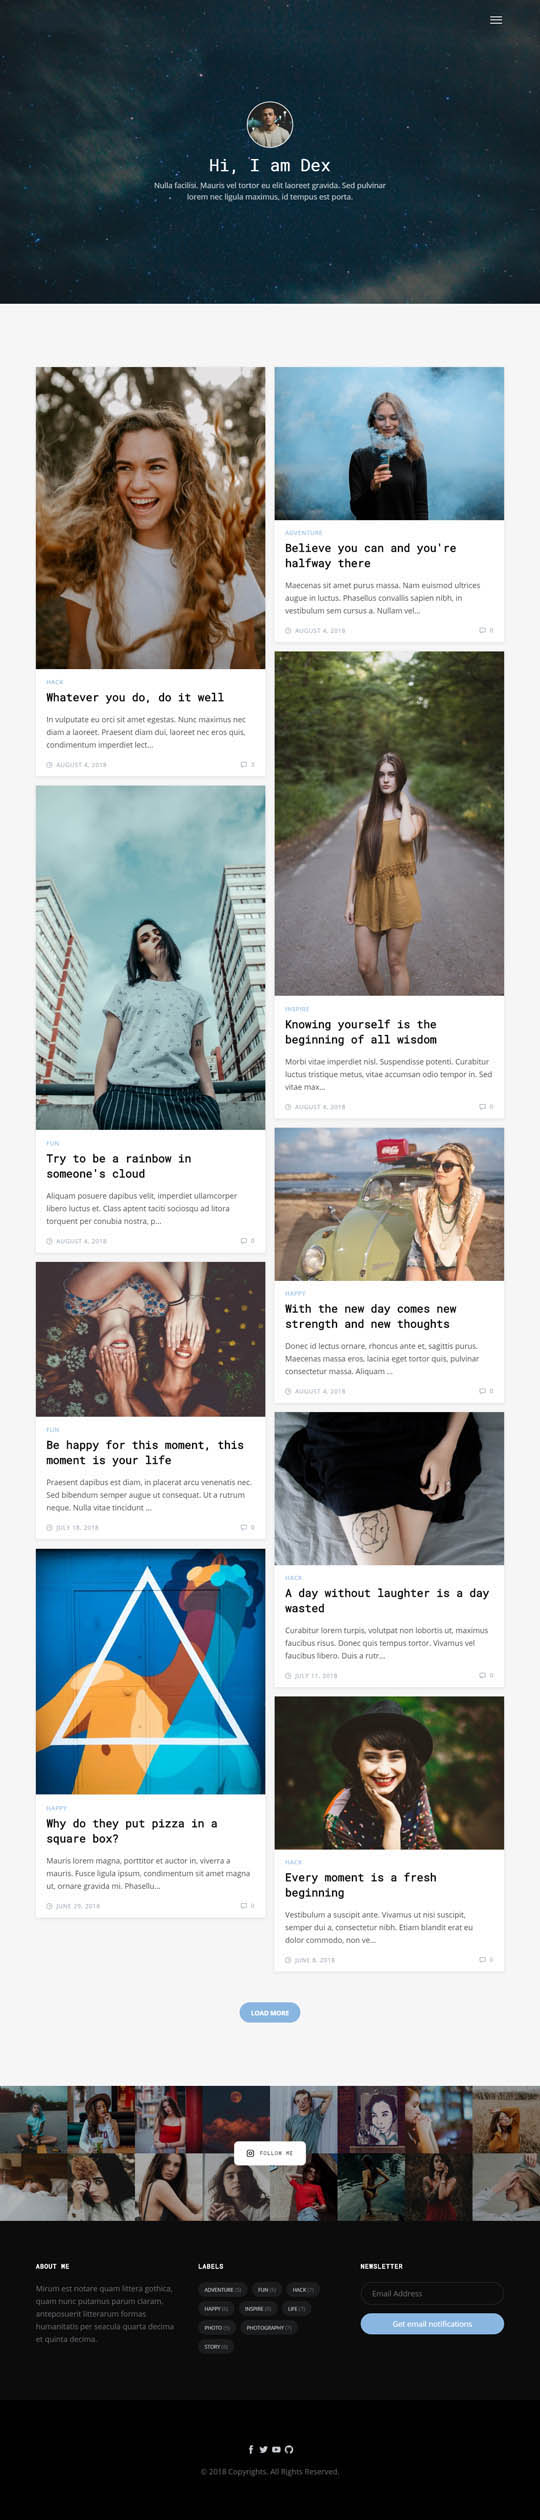 Hi, I am Dex
Nulla facilisi. Mauris vel tortor eu elit laoreet gravida. Sed pulvinar
lorem nec ligula maximus, id tempus est porta.
HACK
Whatever you do, do it well
In vulputate eu orci sit amet egestas. Nunc maximus nec
diam a laoreet. Praesent diam dui, laoreet nec eros quis,
condimentum imperdiet lect...
AUGUST 4, 2018
FUN
Try to be a rainbow in
someone's cloud
Aliquam posuere dapibus velit, imperdiet ullamcorper
libero luctus et. Class aptent taciti sociosqu ad litora
torquent per conubia nostra, p...
AUGUST 4, 2018 0
FUN
Be happy for this moment, this
moment is your life
Praesent dapibus est diam, in placerat arcu venenatis nec.
Sed bibendum semper augue ut consequat. Ut a rutrum
neque. Nulla vitae tincidunt ...
JULY 18, 2018 0
HAPPY
Why do they put pizza in a
square box?
Mauris lorem magna, porttitor et auctor in, viverra a
mauris. Fusce ligula ipsum, condimentum sit amet magna
ut, ornare gravida mi. Phasellu...
JUNE 29, 2018 0
ADVENTURE
Believe you can and you're
halfway there
Maecenas sit amet purus massa. Nam euismod ultrices
augue in luctus. Phasellus convallis sapien nibh, in
vestibulum sem cursus a. Nullam vel...
AUGUST 4, 2018 0
INSPIRE
Knowing yourself is the
beginning of all wisdom
Morbi vitae imperdiet nisl. Suspendisse potenti. Curabitur
luctus tristique metus, vitae accumsan odio tempor in. Sed
vitae max...
AUGUST 4, 2018 0
HAPPY
With the new day comes new
strength and new thoughts
Donec id lectus ornare, rhoncus ante et, sagittis purus.
Maecenas massa eros, lacinia eget tortor quis, pulvinar
consectetur massa. Aliquam ...
AUGUST 4, 2018 0
HACK
A day without laughter is a day
wasted
Curabitur lorem turpis, volutpat non lobortis ut, maximus
faucibus risus. Donec quis tempus tortor. Vivamus vel
faucibus libero. Duis a rutr...
JULY 17, 2018 0
HACK
Every moment is a fresh
beginning
Vestibulum a suscipit ante. Vivamus ut nisi suscipit,
semper dui a, consectetur nibh. Etiam blandit erat eu
dolor commodo, non ve...
JUNE 8, 2018 0
LOAD MORE
FOLLOW ME
ABOUT ME
Mirum est notare quam littera gothica,
quam nunc putamus parum claram,
anteposuerit litterarum formas
humanitatis per seacula quarta decima
et quinta decima.
LABELS
ADVENTURE FUN HACK
HAPPY INSPIRE LIFE
PHOTO PHOTOGRAPHY
STORY
NEWSLETTER
Email Address
Get email notifications
© 2018 Copyrights. All Rights Reserved.